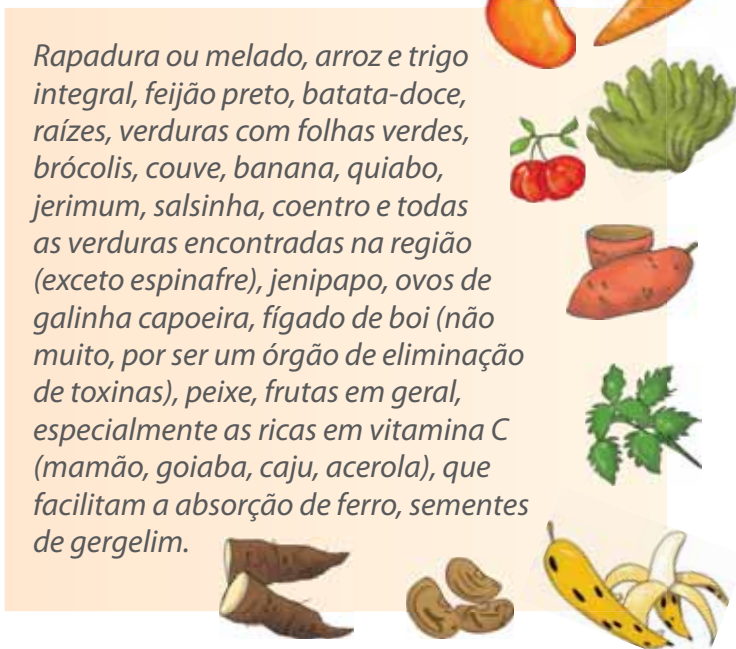 Rapadura ou melado, arroz e trigo
integral, feijão preto, batata-doce,
raízes, verduras com folhas verdes,
brócolis, couve, banana, quiabo,
jerimum, salsinha, coentro e todas
as verduras encontradas na região
(exceto espinafre), jenipapo, ovos de
galinha capoeira, fígado de boi (não
muito, por ser um órgão de eliminação
de toxinas), peixe, frutas em geral,
especialmente as ricas em vitamina C
(mamão, goiaba, caju, acerola), que
facilitam a absorção de ferro, sementes
de gergelim.